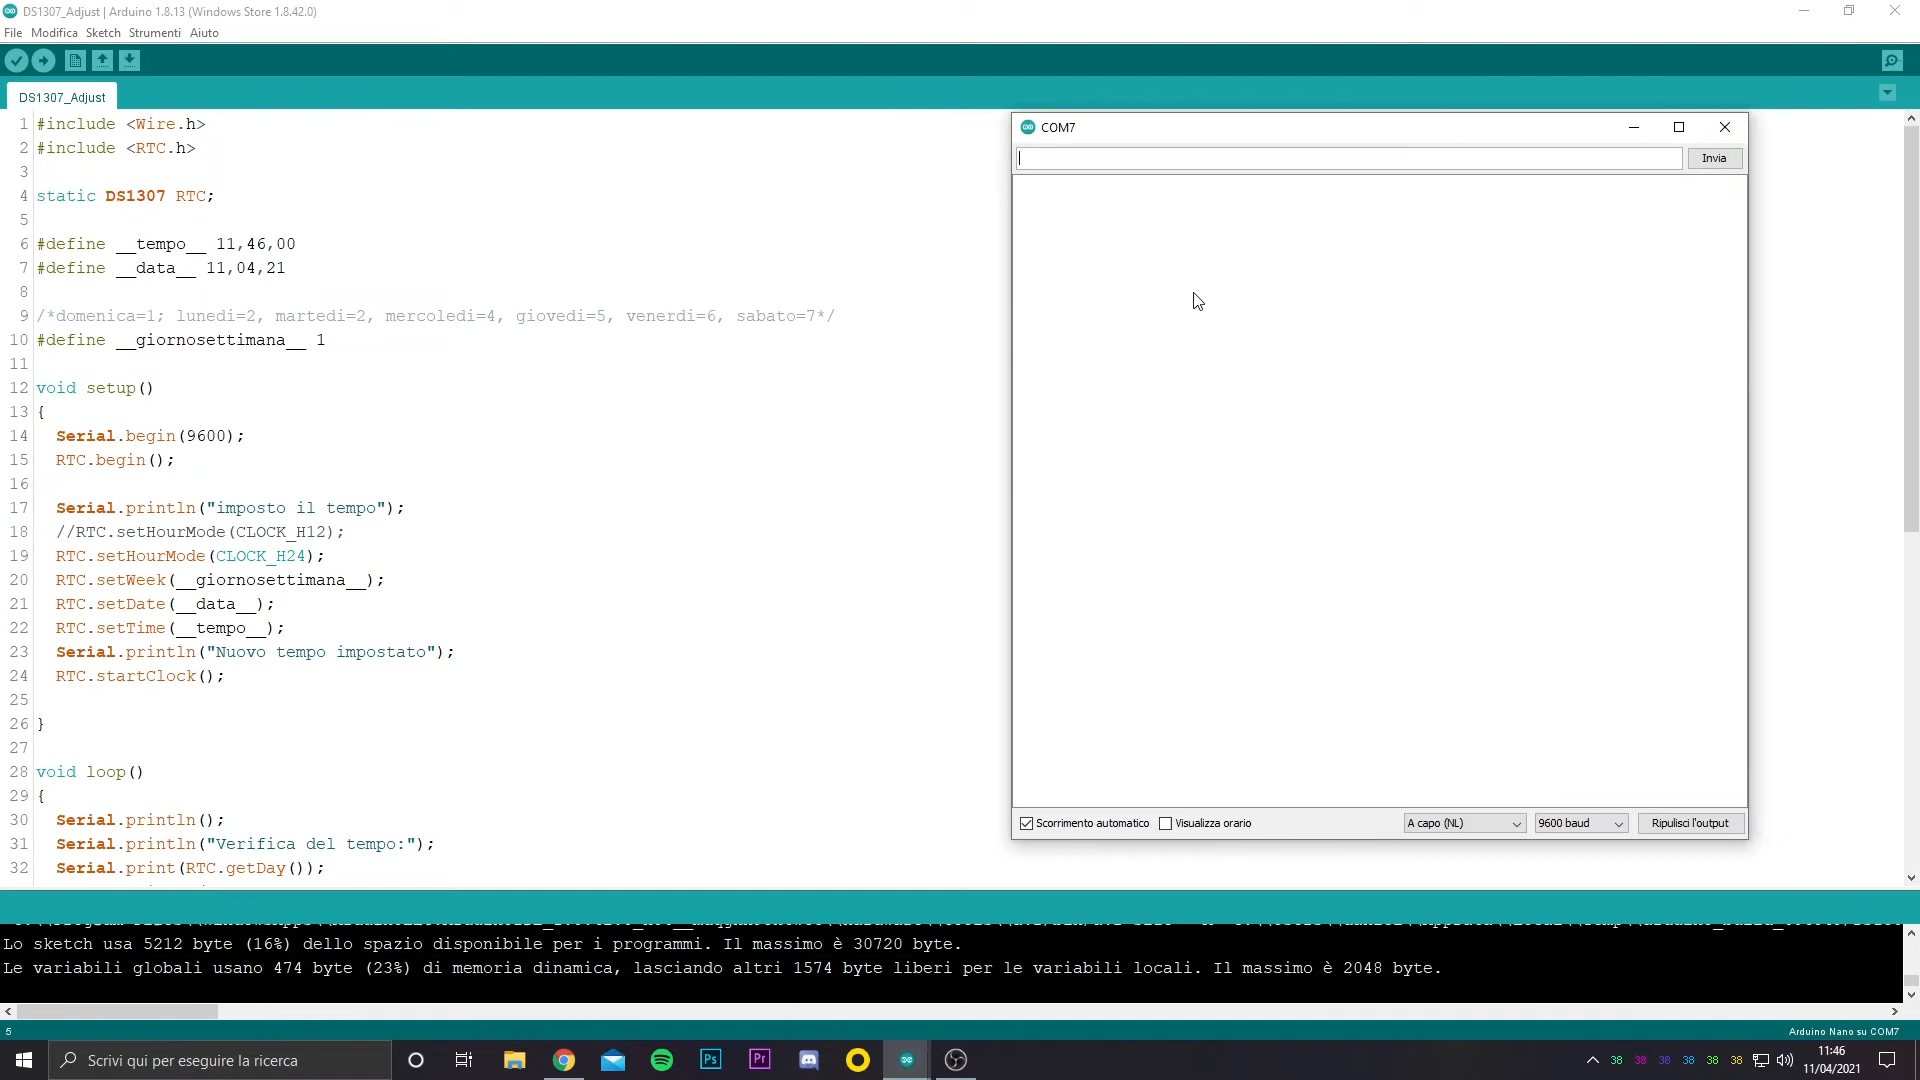 DS1307_Adjust | Arduino 1.8.13 (Windows Store 1.8.42.0)
File Modifica Sketch Strumenti Aiuto
DS1307_Adjust
1 #include <Wire.h>
2 #include <RTC.h>
3
4 static DS1307 RTC;
5
6 #define __tempo__ 11,46,00
7 #define __data__ 11,04,21
8
9 /*domenica=1; lunedi=2, martedi=2, mercoledi=4, giovedi=5, venerdi=6, sabato=7*/
10 #define __giornosettimana__ 1
11
12 void setup()
13 {
14 Serial.begin(9600);
15 RTC.begin();
16
17 Serial.println("imposto il tempo");
18 //RTC.setHourMode(CLOCK_H12);
19 RTC.setHourMode(CLOCK_H24);
20 RTC.setWeek(__giornosettimana__);
21 RTC.setDate(__data__);
22 RTC.setTime(__tempo__);
23 Serial.println("Nuovo tempo impostato");
24 RTC.startClock();
25
26 }
27
28 void loop()
29 {
30 Serial.println();
31 Serial.println("Verifica del tempo:");
32 Serial.print(RTC.getDay());
COM7
Invia
Scorrimento automatico Visualizza orario A capo (NL) 9600 baud Ripulisci l'output
Lo sketch usa 5212 byte (16%) dello spazio disponibile per i programmi. Il massimo è 30720 byte.
Le variabili globali usano 474 byte (23%) di memoria dinamica, lasciando altri 1574 byte liberi per le variabili locali. Il massimo è 2048 byte.
5 Arduino Nano su COM7
Scrivi qui per eseguire la ricerca
Ps Pr
38 38 38 38 38 38
11:46
11/04/2021